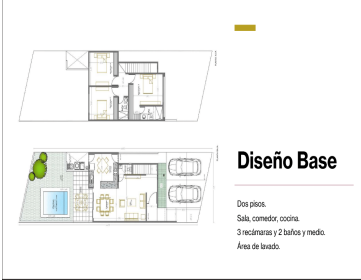 Diseño Base
Dos pisos.
Sala, comedor, cocina.
3 recámaras y 2 baños y medio.
Área de lavado.